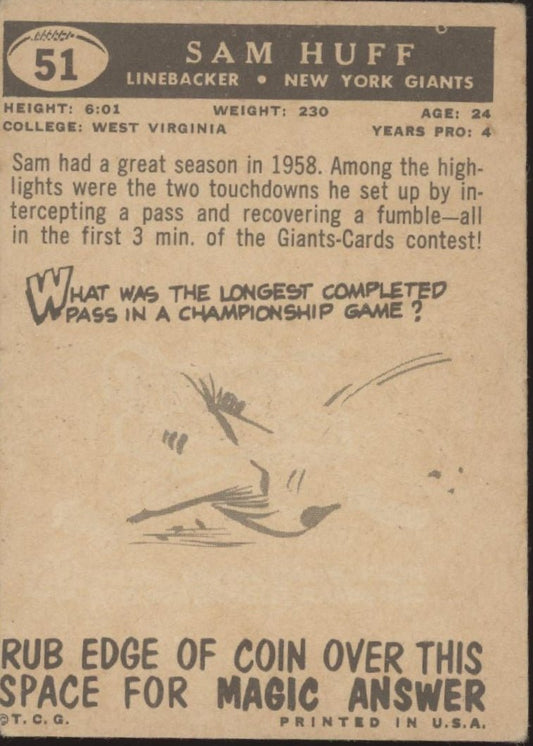 51
SAM HUFF
LINEBACKER • NEW YORK GIANTS
HEIGHT: 6:01 WEIGHT: 230 AGE: 24
COLLEGE: WEST VIRGINIA YEARS PRO: 4
Sam had a great season in 1958. Among the high-
lights were the two touchdowns he set up by in-
tercepting a pass and recovering a fumble—all
in the first 3 min. of the Giants-Cards contest!
WHAT WAS THE LONGEST COMPLETED
PASS IN A CHAMPIONSHIP GAME?
RUB EDGE OF COIN OVER THIS
SPACE FOR MAGIC ANSWER
©T.C.G. PRINTED IN U.S.A.